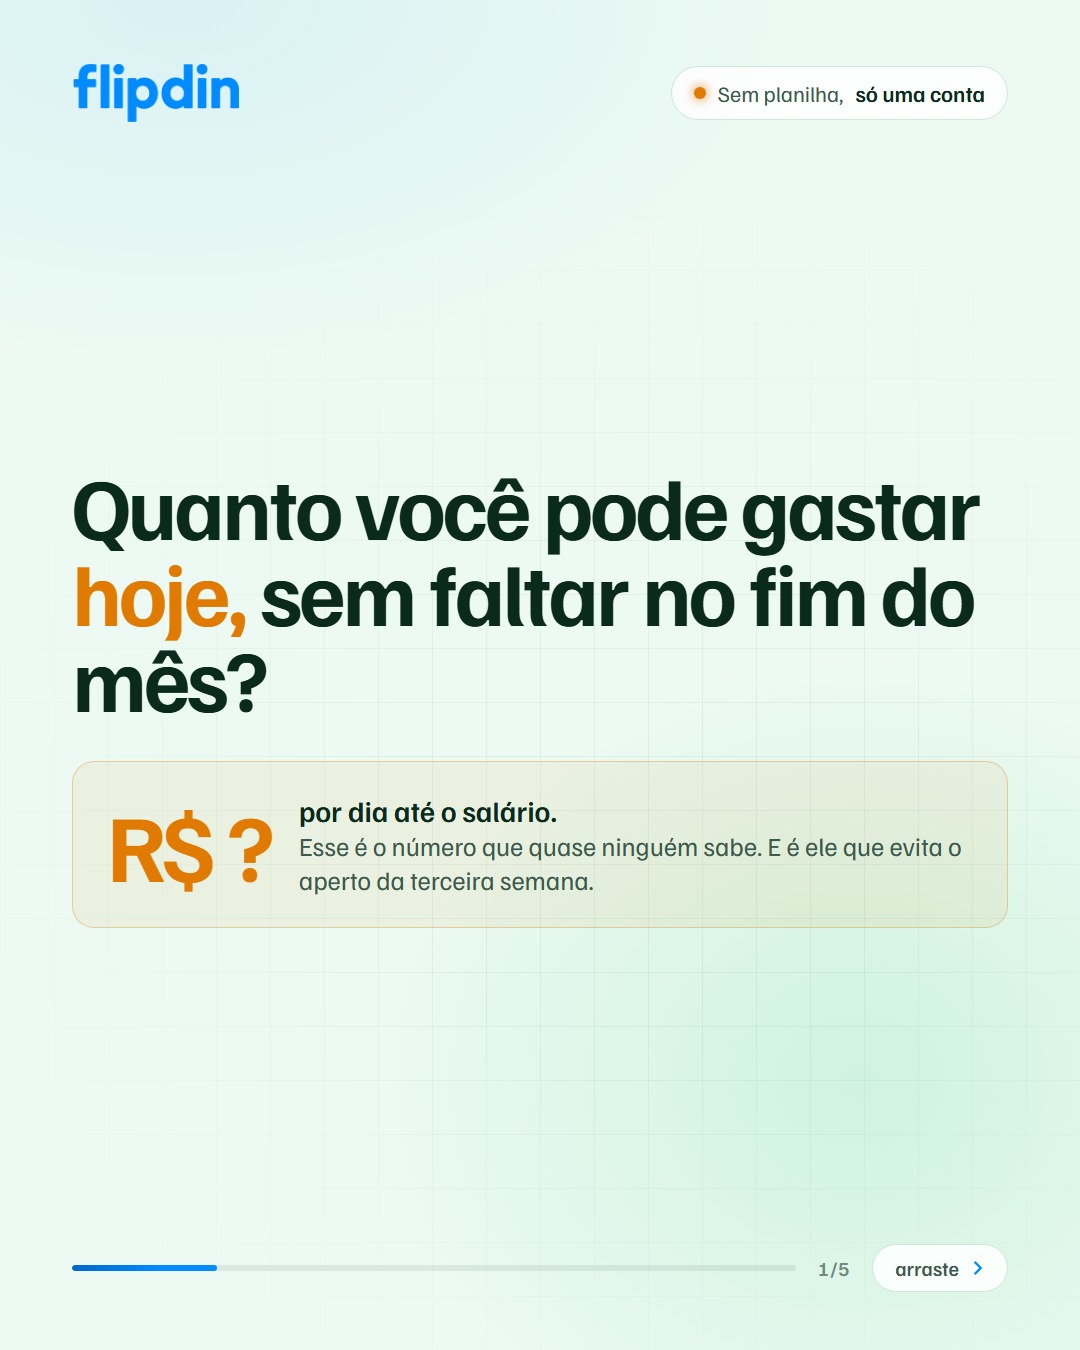 flipdin
Sem planilha, só uma conta
Quanto você pode gastar
hoje, sem faltar no fim do
mês?
R$ ?
por dia até o salário.
Esse é o número que quase ninguém sabe. E é ele que evita o
aperto da terceira semana.
1/5
arraste